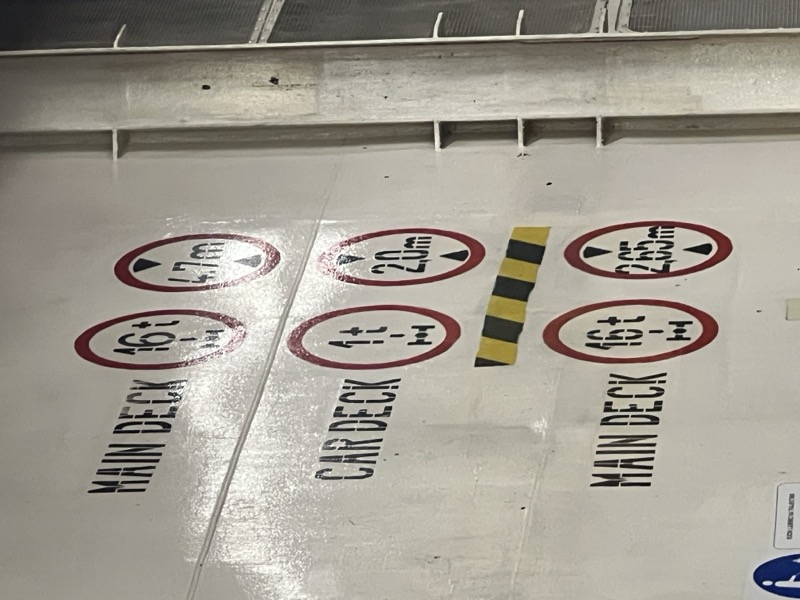 MAIN DECK 16t 4.7m
CAR DECK 1t 2,0m
MAIN DECK 16t 2,65m